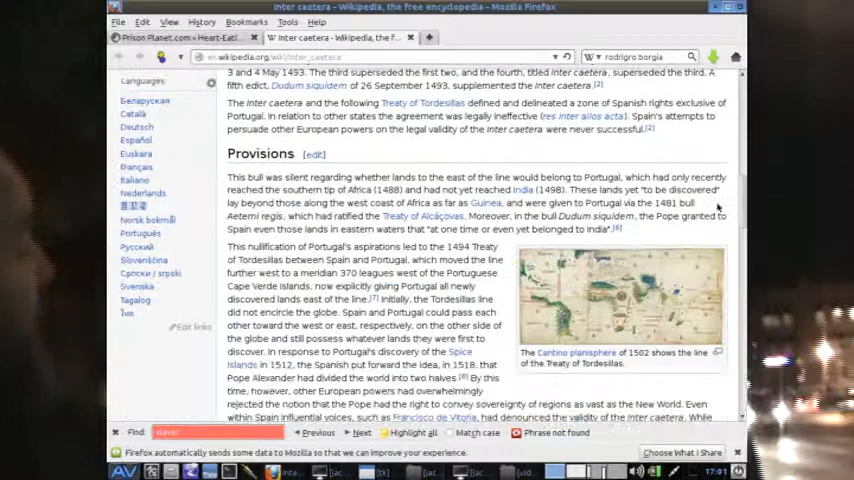 Inter caetera - Wikipedia, the free encyclopedia - Mozilla Firefox
File Edit View History Bookmarks Tools Help
Prison Planet.com » Heart-Eati
W Inter caetera - Wikipedia, the f
en.wikipedia.org/wiki/Inter_caetera
rodrigro borgia
3 and 4 May 1493. The third superseded the first two, and the fourth, titled Inter caetera, superseded the third. A
fifth edict, Dudum siquidem of 26 September 1493, supplemented the Inter caetera.[2]
The Inter caetera and the following Treaty of Tordesillas defined and delineated a zone of Spanish rights exclusive of
Portugal. In relation to other states the agreement was legally ineffective (res inter alios acta). Spain's attempts to
persuade other European powers on the legal validity of the Inter caetera were never successful.[2]
Provisions [edit]
This bull was silent regarding whether lands to the east of the line would belong to Portugal, which had only recently
reached the southern tip of Africa (1488) and had not yet reached India (1498). These lands yet "to be discovered"
lay beyond those along the west coast of Africa as far as Guinea, and were given to Portugal via the 1481 bull
Aeterni regis, which had ratified the Treaty of Alcáçovas. Moreover, in the bull Dudum siquidem, the Pope granted to
Spain even those lands in eastern waters that "at one time or even yet belonged to India".[6]
This nullification of Portugal's aspirations led to the 1494 Treaty
of Tordesillas between Spain and Portugal, which moved the line
further west to a meridian 370 leagues west of the Portuguese
Cape Verde Islands, now explicitly giving Portugal all newly
discovered lands east of the line.[7] Initially, the Tordesillas line
did not encircle the globe. Spain and Portugal could pass each
other toward the west or east, respectively, on the other side of
the globe and still possess whatever lands they were first to
discover. In response to Portugal's discovery of the Spice
Islands in 1512, the Spanish put forward the idea, in 1518, that
Pope Alexander had divided the world into two halves.[8] By this
time, however, other European powers had overwhelmingly
rejected the notion that the Pope had the right to convey sovereignty of regions as vast as the New World. Even
within Spain influential voices, such as Francisco de Vitoria, had denounced the validity of the Inter caetera. While
The Cantino planisphere of 1502 shows the line
of the Treaty of Tordesillas.
Languages:
Беларуская
Català
Deutsch
Español
Euskara
Français
Italiano
Nederlands
Norsk bokmål
Português
Русский
Slovenščina
Српски / srpski
Svenska
Tagalog
ไทย
Edit links
Find: slaver Previous Next Highlight all Match case Phrase not found
Firefox automatically sends some data to Mozilla so that we can improve your experience.
Choose What I Share
AV
17:01